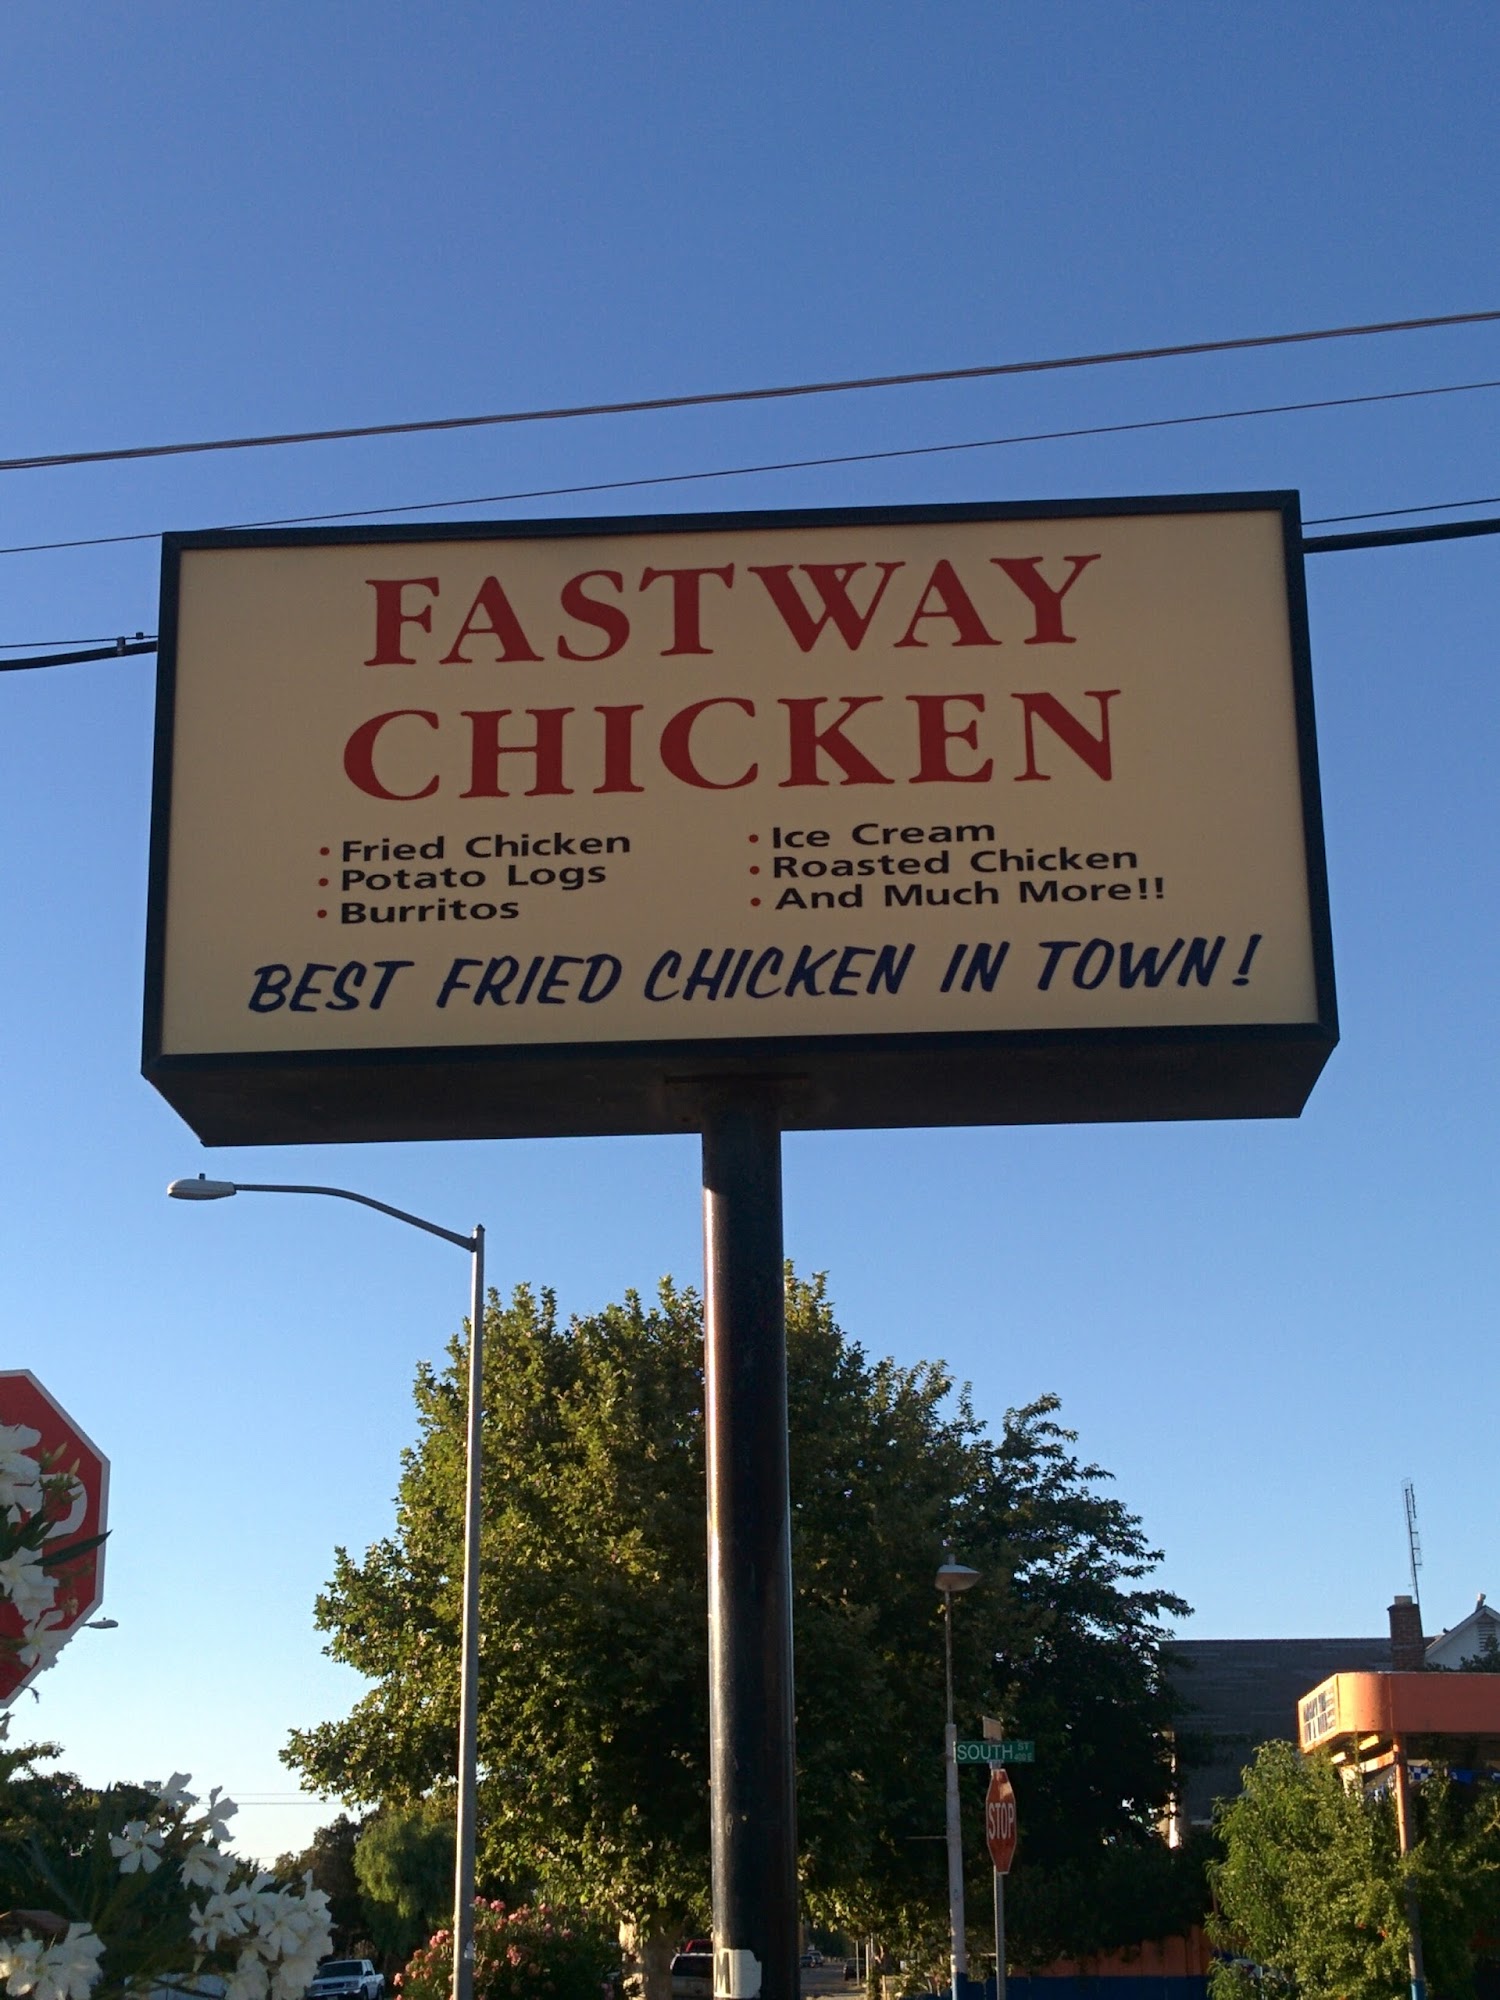 FASTWAY
CHICKEN
• Fried Chicken
• Potato Logs
• Burritos
• Ice Cream
• Roasted Chicken
• And Much More!!
BEST FRIED CHICKEN IN TOWN!
SOUTH ST
STOP
M